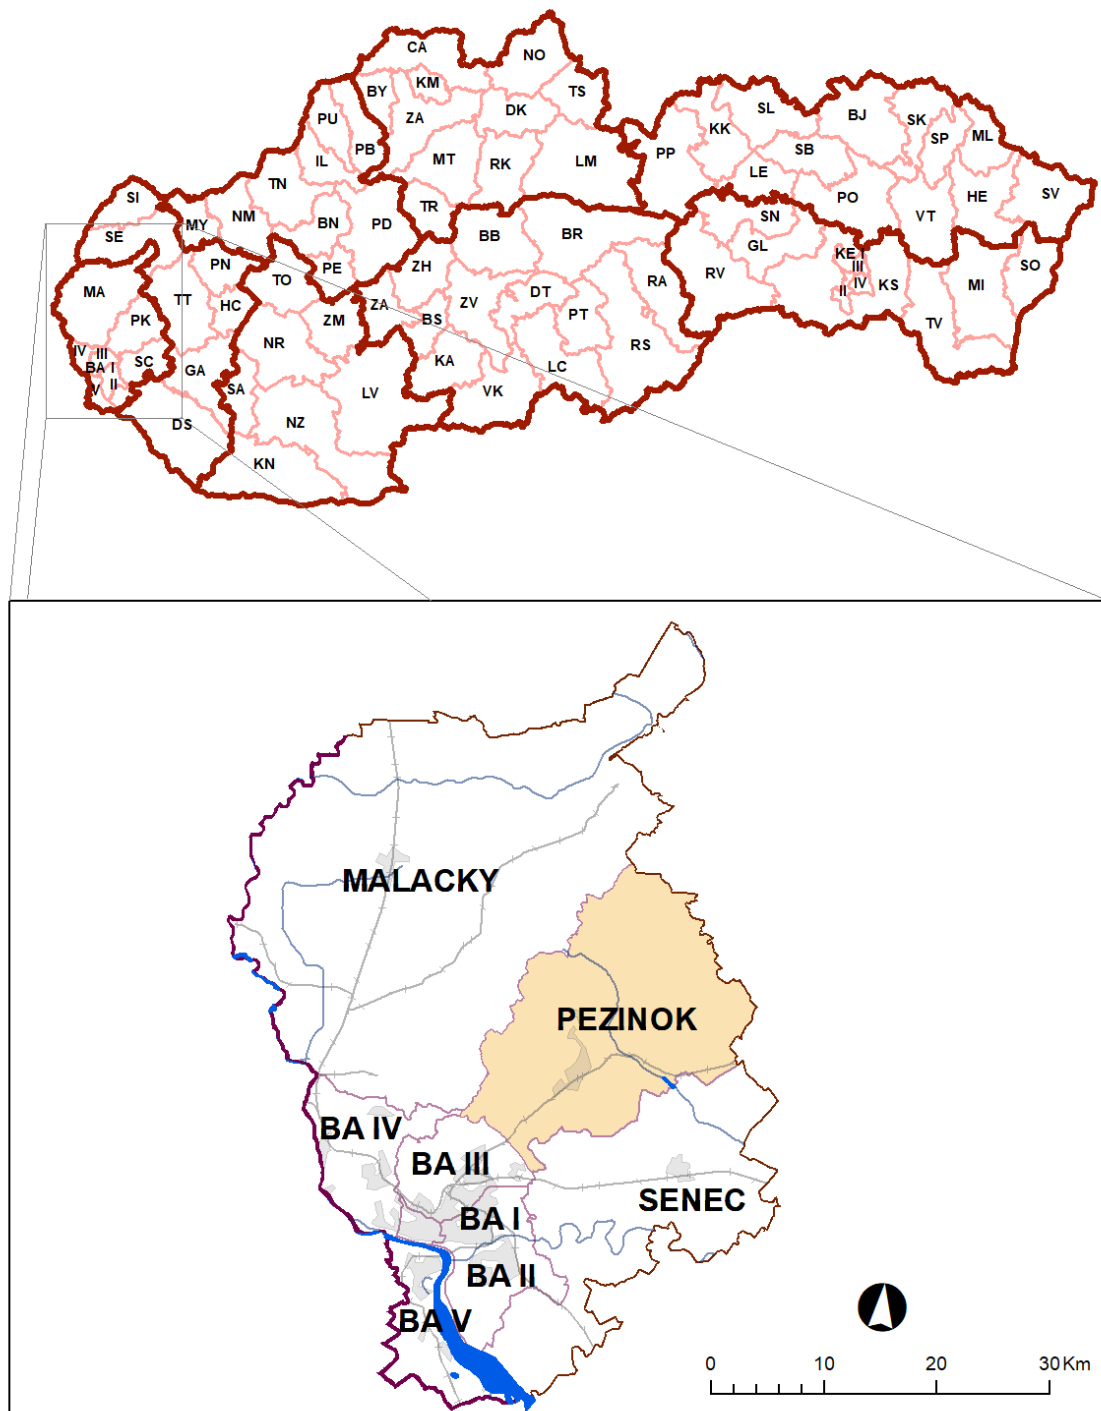 CA
NO
BY
KM
TS
PU
ZA
DK
SL
BJ
SK
KK
SP
ML
PB
IL
MT
RK
LM
PP
SB
LE
TN
SI
MY
NM
BN
PD
TR
SN
PO
VT
HE
SV
SE
BB
BR
GL
PN
PE
ZH
KE I
III
IV
II
KS
RV
SO
MA
TT
TO
HC
ZA
ZV
DT
RA
MI
PK
ZM
BS
PT
TV
IV
III
BA I
II
V
SC
NR
RS
GA
KA
LC
SA
LV
VK
NZ
DS
KN
MALACKY
PEZINOK
BA IV
BA III
SENEC
BA I
BA II
BA V
0 10 20 30 Km